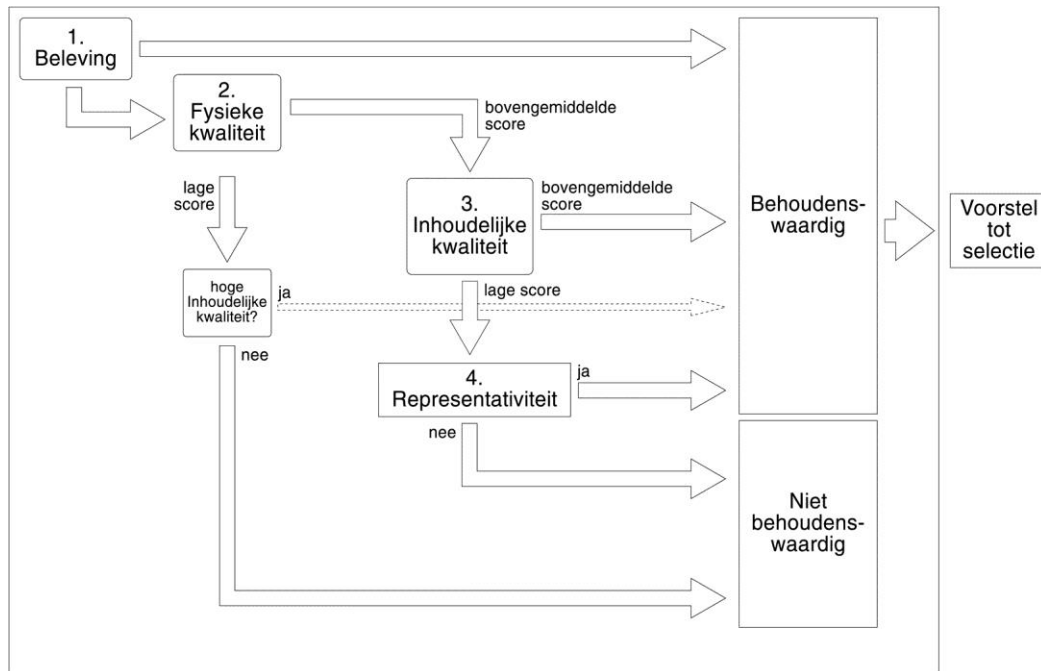 1.
Beleving
2.
Fysieke
kwaliteit
bovengemiddelde
score
lage
score
3.
Inhoudelijke
kwaliteit
bovengemiddelde
score
Behoudens-
waardig
Voorstel
tot
selectie
hoge
Inhoudelijke
kwaliteit?
ja
lage score
nee
4.
Representativiteit
ja
nee
Niet
behoudens-
waardig